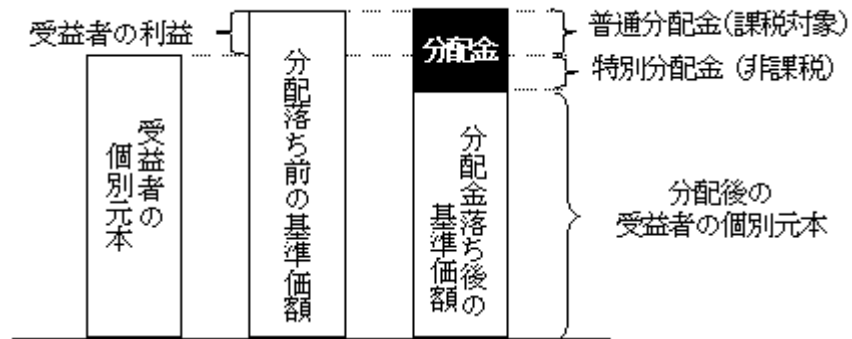 受益者の利益
受益者の
個別元本
分配落ち前の基準価額
分配金
分配金落ち後の
基準価額
普通分配金(課税対象)
特別分配金(非課税)
分配後の
受益者の個別元本